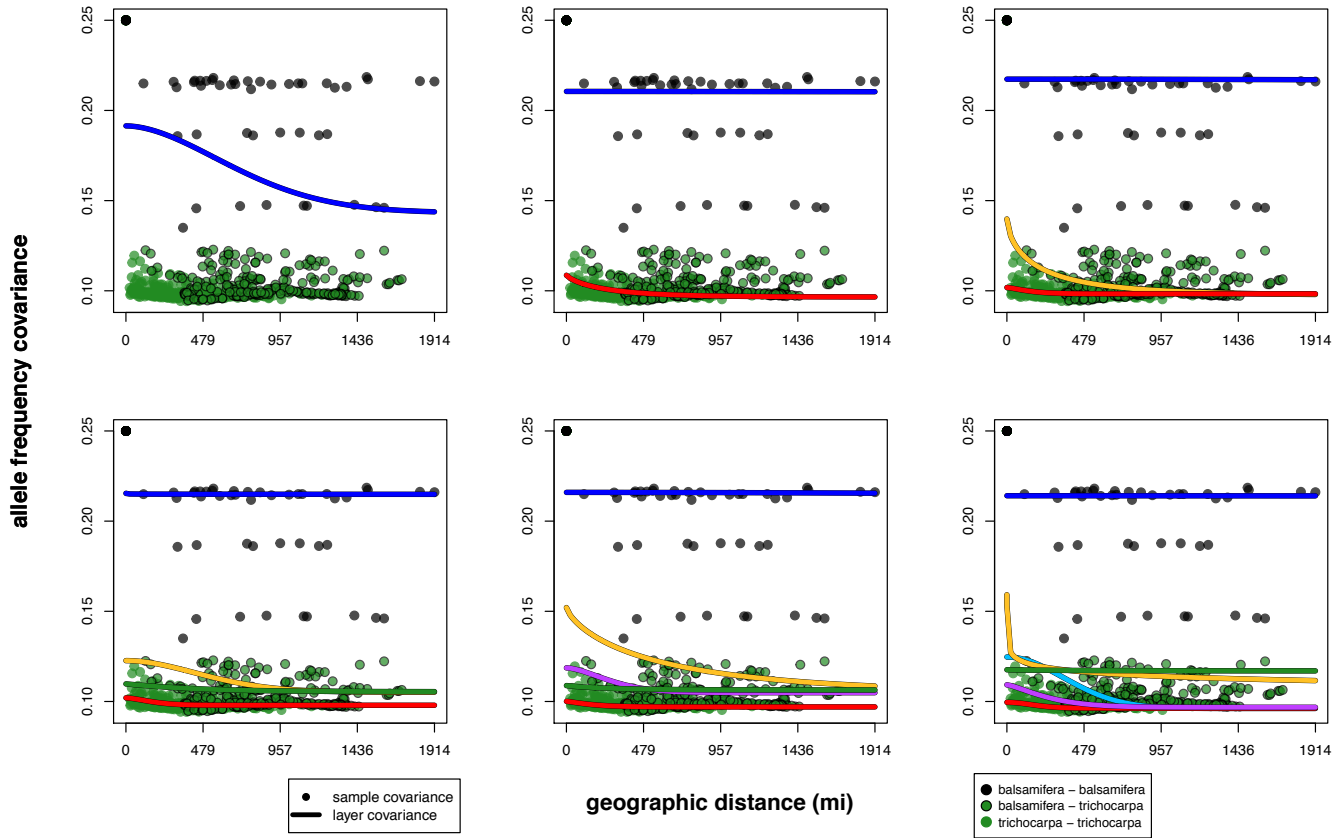 allele frequency covariance
0.10 0.15 0.20 0.25
0 479 957 1436 1914
0.10 0.15 0.20 0.25
0 479 957 1436 1914
0.10 0.15 0.20 0.25
0 479 957 1436 1914
0.10 0.15 0.20 0.25
0 479 957 1436 1914
0.10 0.15 0.20 0.25
0 479 957 1436 1914
0.10 0.15 0.20 0.25
0 479 957 1436 1914
sample covariance
layer covariance
geographic distance (mi)
balsamifera − balsamifera
balsamifera − trichocarpa
trichocarpa − trichocarpa